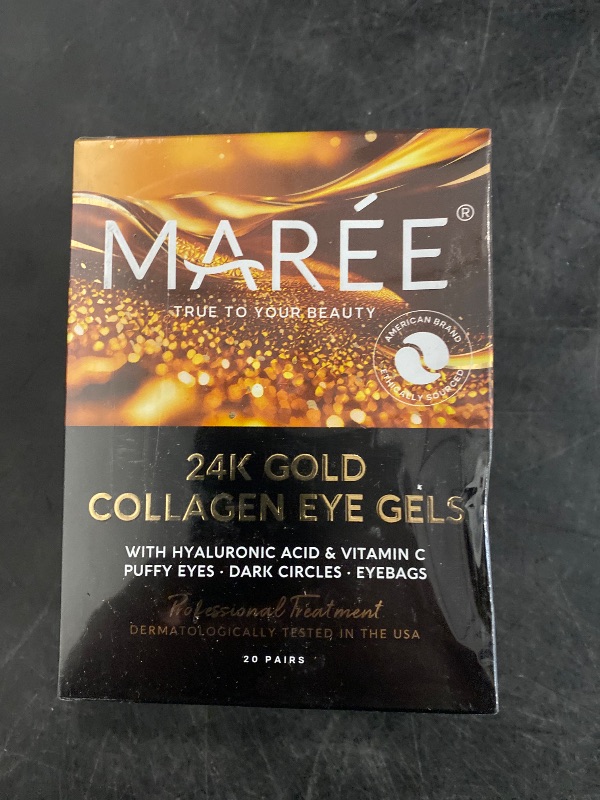 MARÉE®
TRUE TO YOUR BEAUTY
AMERICAN BRAND
ETHICALLY SOURCED
24K GOLD
COLLAGEN EYE GELS
WITH HYALURONIC ACID & VITAMIN C
PUFFY EYES · DARK CIRCLES · EYEBAGS
Professional Treatment
DERMATOLOGICALLY TESTED IN THE USA
20 PAIRS